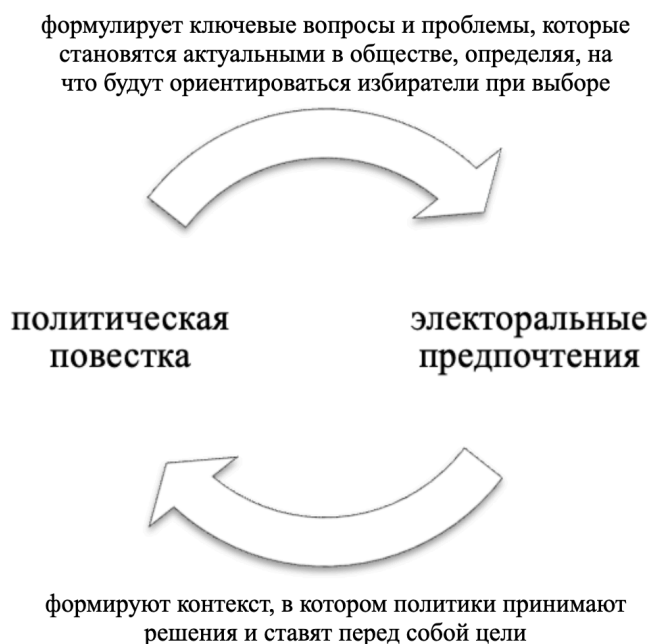 формулирует ключевые вопросы и проблемы, которые
становятся актуальными в обществе, определяя, на
что будут ориентироваться избиратели при выборе
политическая
повестка
электоральные
предпочтения
формируют контекст, в котором политики принимают
решения и ставят перед собой цели